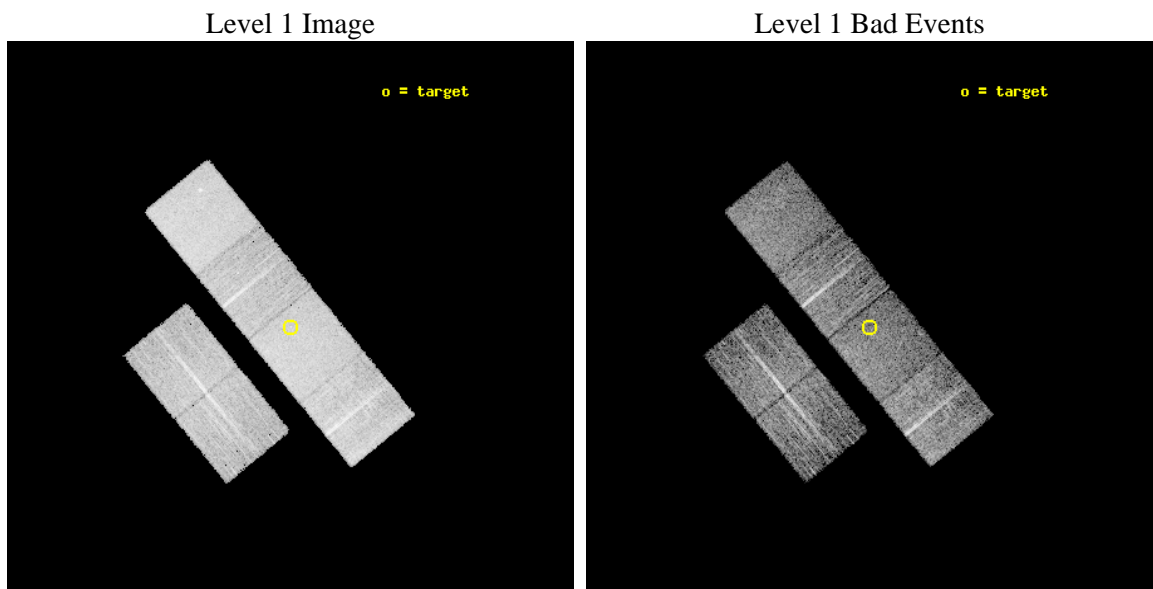 Level 1 Image
Level 1 Bad Events
o = target
o = target